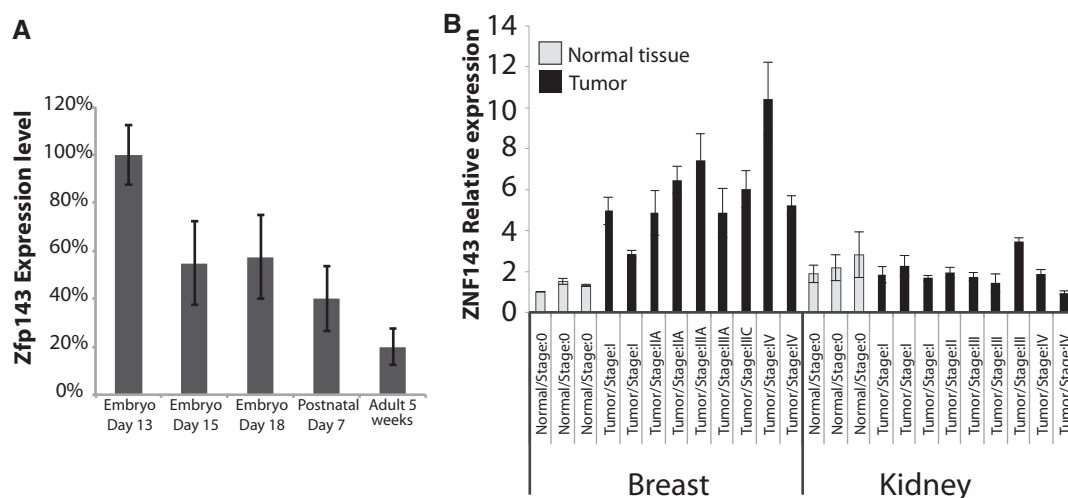 A
Zfp143 Expression level
120%
100%
80%
60%
40%
20%
0%
Embryo
Day 13
Embryo
Day 15
Embryo
Day 18
Postnatal
Day 7
Adult 5
weeks
B
ZNF143 Relative expression
14
12
10
8
6
4
2
0
Normal tissue
Tumor
Normal/Stage:0
Normal/Stage:0
Normal/Stage:0
Tumor/Stage:I
Tumor/Stage:I
Tumor/Stage:IIA
Tumor/Stage:IIA
Tumor/Stage:IIIA
Tumor/Stage:IIIA
Tumor/Stage:IIIC
Tumor/Stage:IV
Tumor/Stage:IV
Normal/Stage:0
Normal/Stage:0
Normal/Stage:0
Tumor/Stage:I
Tumor/Stage:I
Tumor/Stage:I
Tumor/Stage:II
Tumor/Stage:III
Tumor/Stage:III
Tumor/Stage:III
Tumor/Stage:IV
Tumor/Stage:IV
Breast
Kidney